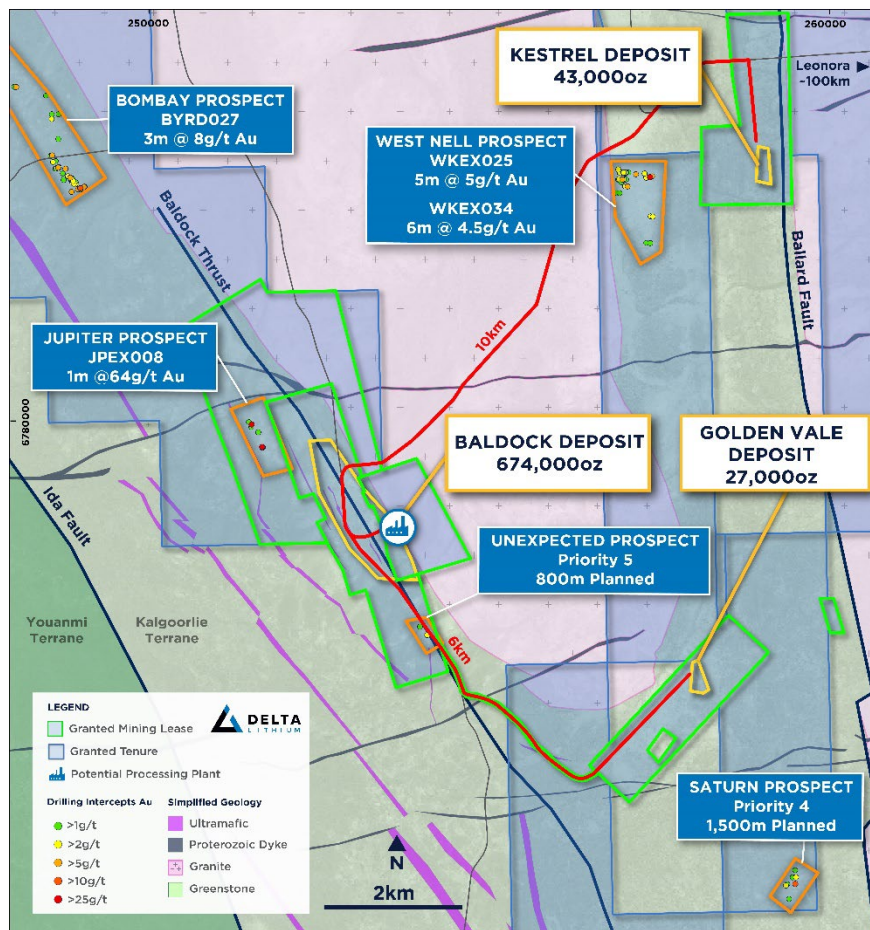 250000
260000
KESTREL DEPOSIT
43,000oz
Leonora
~100km
BOMBAY PROSPECT
BYRD027
3m @ 8g/t Au
WEST NELL PROSPECT
WKEX025
5m @ 5g/t Au
WKEX034
6m @ 4.5g/t Au
Baldock Thrust
Ballard Fault
10km
JUPITER PROSPECT
JPEX008
1m @64g/t Au
6780000
BALDOCK DEPOSIT
674,000oz
GOLDEN VALE
DEPOSIT
27,000oz
Ida Fault
UNEXPECTED PROSPECT
Priority 5
800m Planned
Youanmi
Terrane
Kalgoorlie
Terrane
6km
LEGEND
Granted Mining Lease
Granted Tenure
Potential Processing Plant
DELTA
LITHIUM
Drilling Intercepts Au
>1g/t
>2g/t
>5g/t
>10g/t
>25g/t
Simplified Geology
Ultramafic
Proterozoic Dyke
Granite
Greenstone
N
2km
SATURN PROSPECT
Priority 4
1,500m Planned